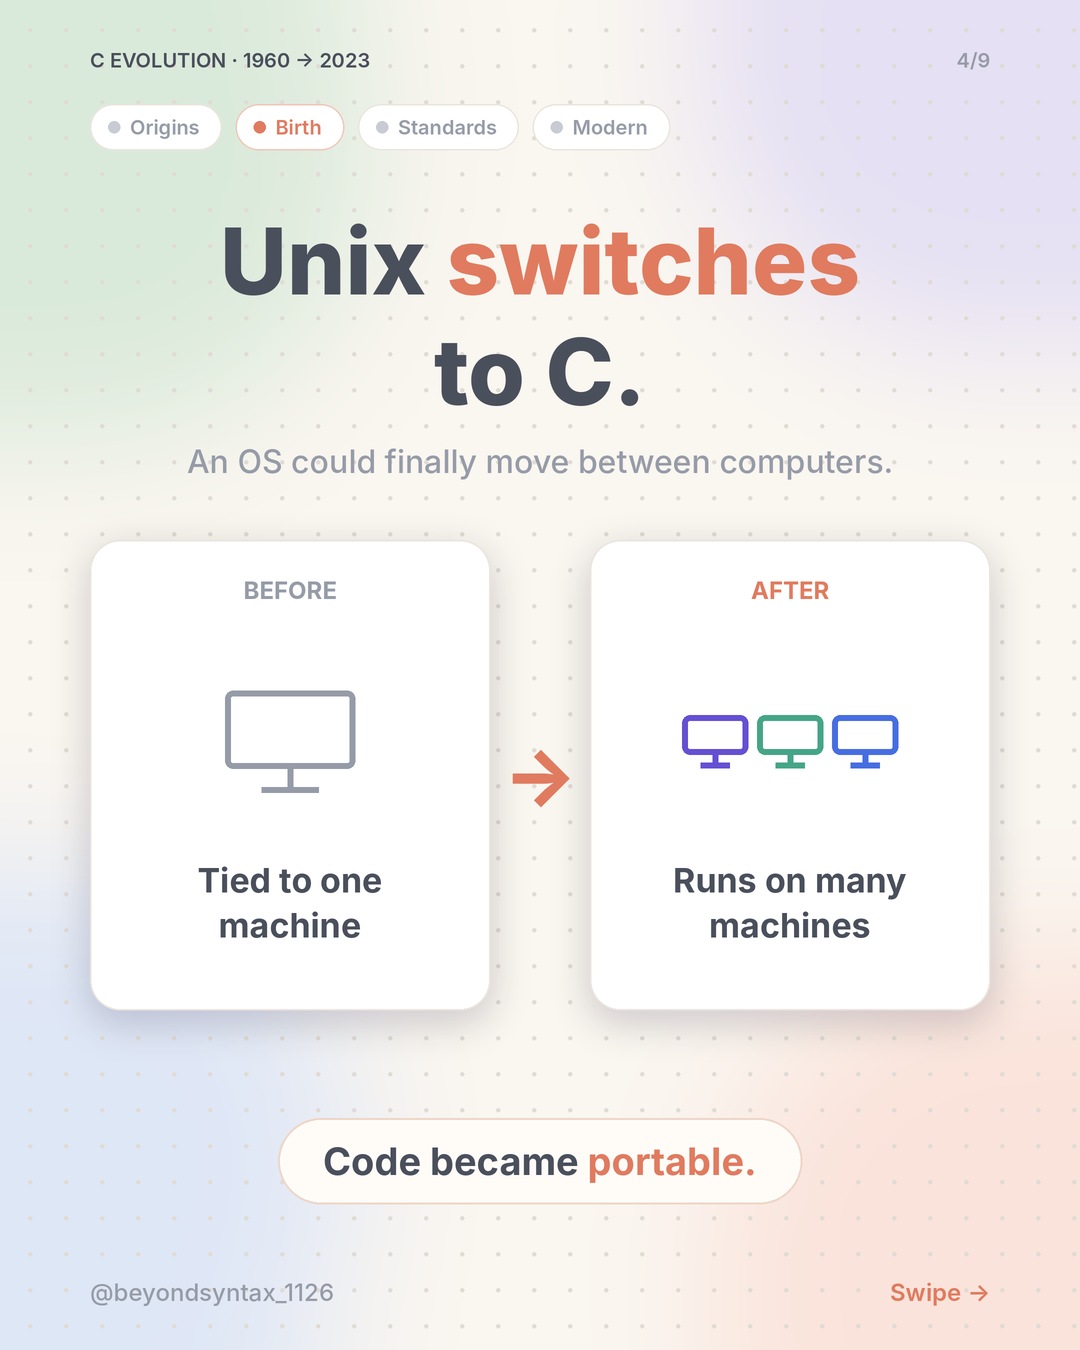 C EVOLUTION · 1960 → 2023
4/9
Origins
Birth
Standards
Modern
Unix switches
to C.
An OS could finally move between computers.
BEFORE
Tied to one
machine
AFTER
Runs on many
machines
Code became portable.
@beyondsyntax_1126
Swipe →